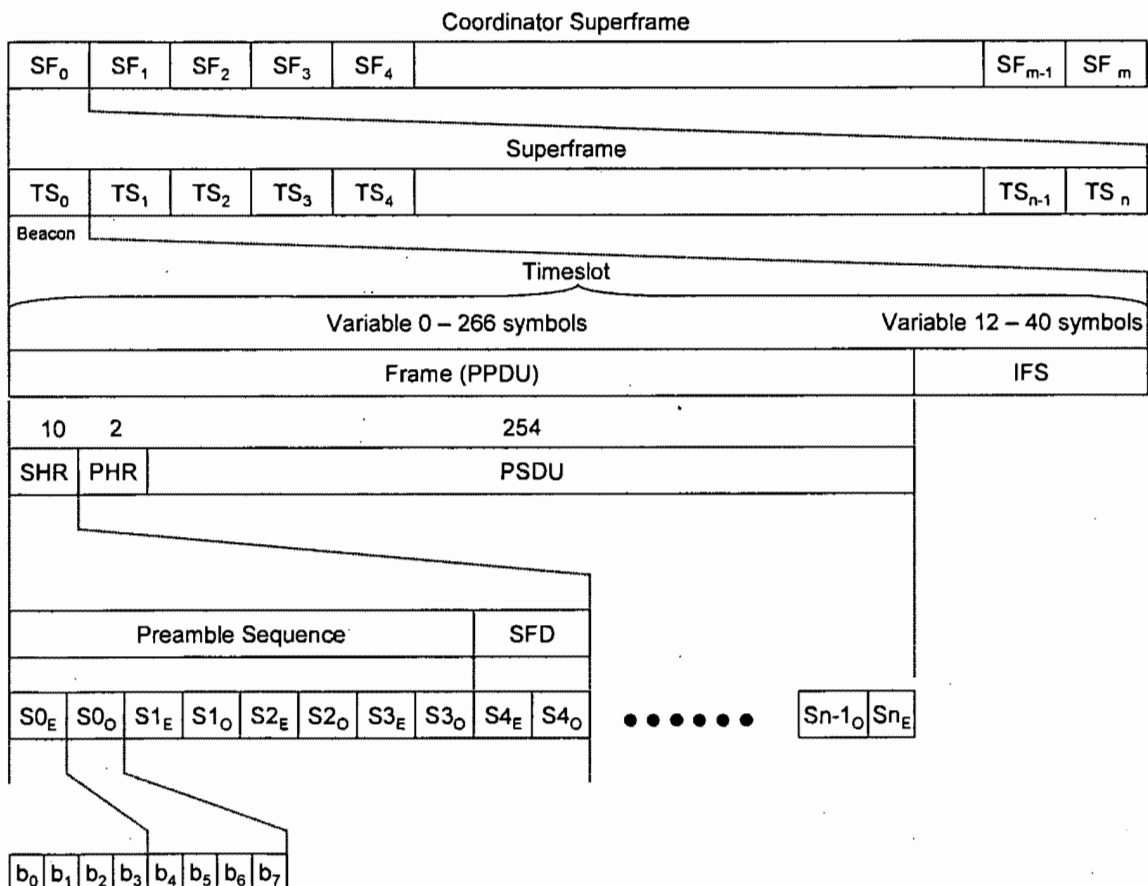 Coordinator Superframe
SF0 SF1 SF2 SF3 SF4 SFm-1 SF m
Superframe
TS0 TS1 TS2 TS3 TS4 TSn-1 TS n
Beacon
Timeslot
Variable 0 – 266 symbols Variable 12 – 40 symbols
Frame (PPDU) IFS
10 2 254
SHR PHR PSDU
Preamble Sequence SFD
S0E S0O S1E S1O S2E S2O S3E S3O S4E S4O Sn-1O SnE
b0 b1 b2 b3 b4 b5 b6 b7